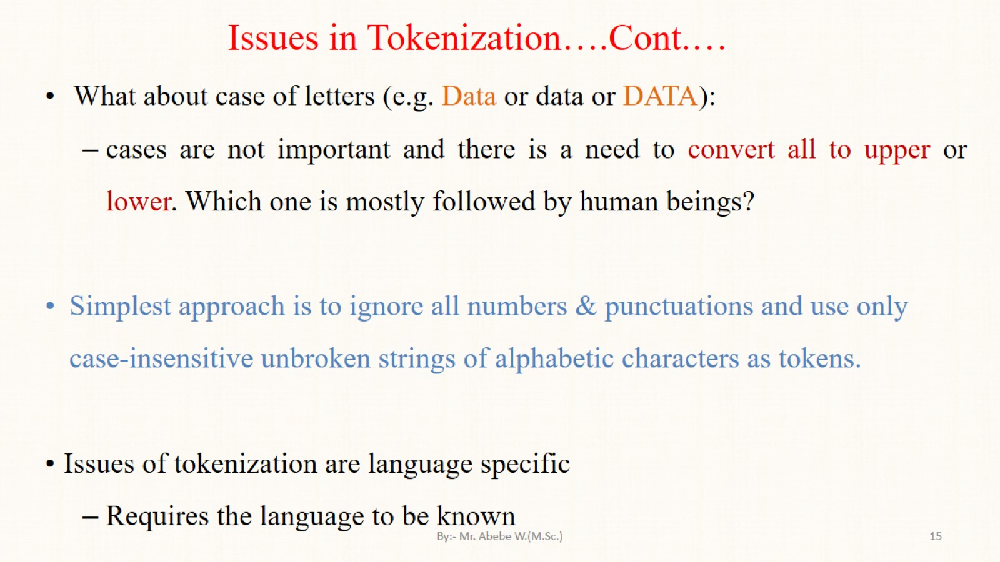 Issues in Tokenization….Cont.…
• What about case of letters (e.g. Data or data or DATA):
– cases are not important and there is a need to convert all to upper or
lower. Which one is mostly followed by human beings?
• Simplest approach is to ignore all numbers & punctuations and use only
case-insensitive unbroken strings of alphabetic characters as tokens.
• Issues of tokenization are language specific
– Requires the language to be known
By:- Mr. Abebe W.(M.Sc.)
15